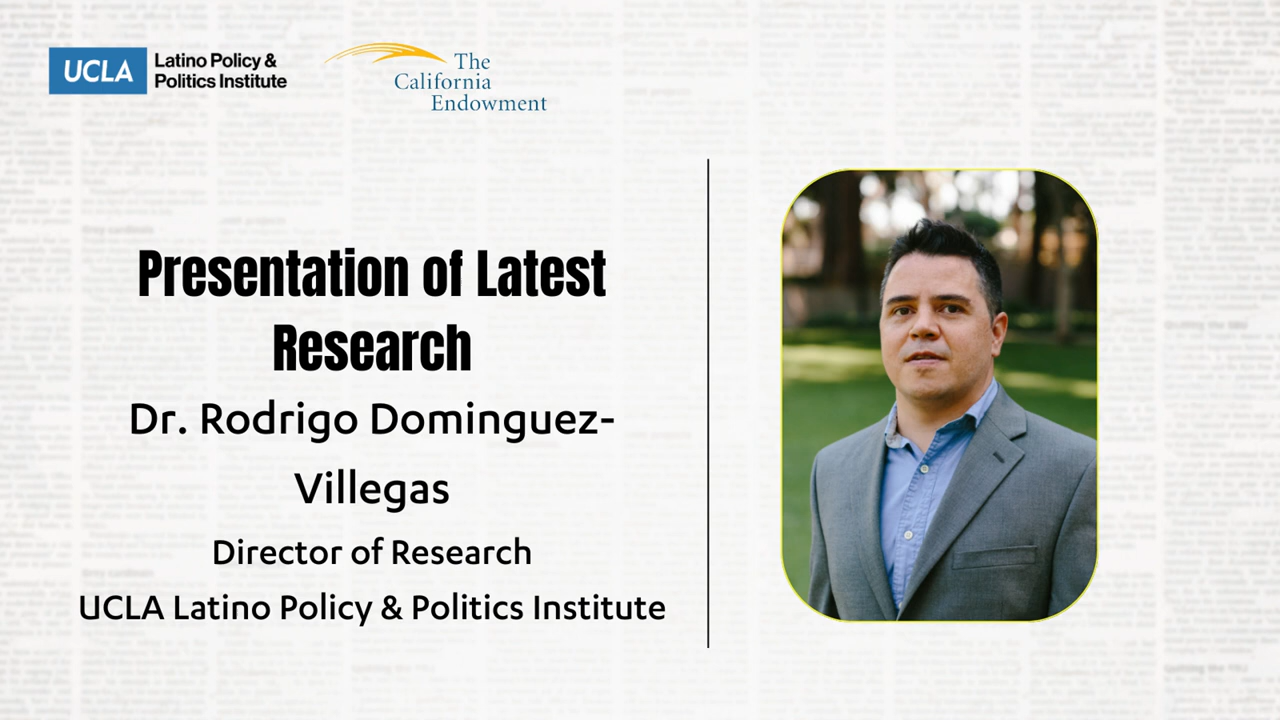 UCLA
Latino Policy &
Politics Institute
The
California
Endowment
Presentation of Latest
Research
Dr. Rodrigo Dominguez-
Villegas
Director of Research
UCLA Latino Policy & Politics Institute